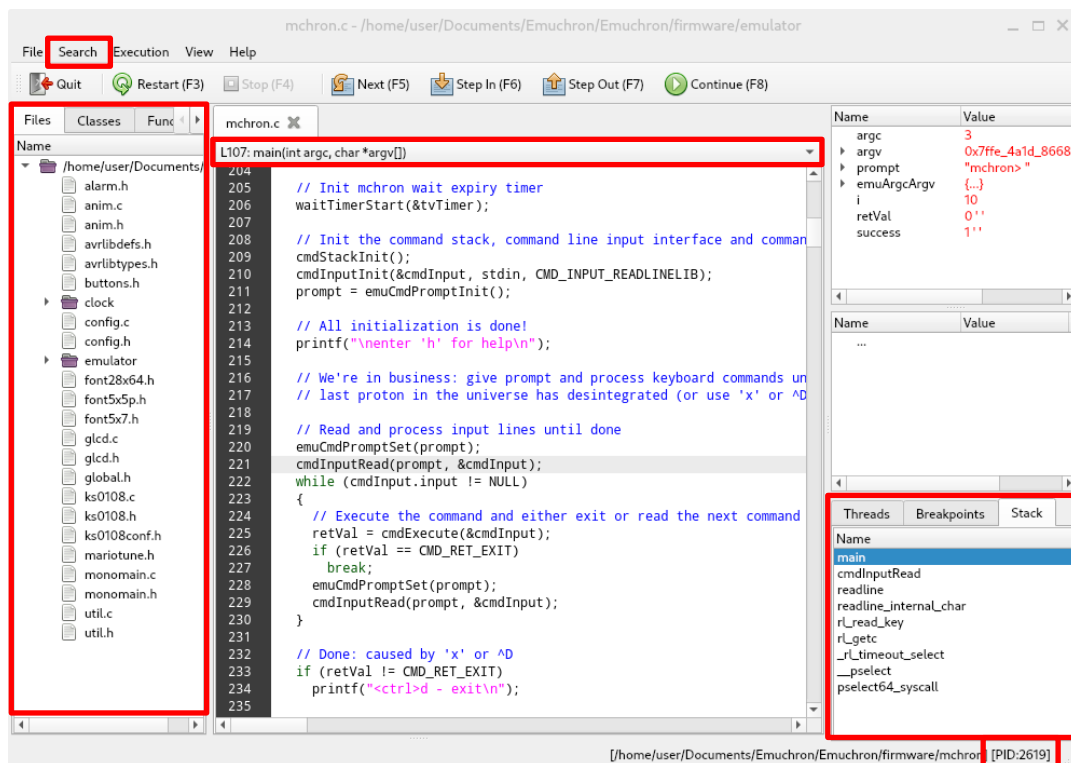 mchron.c - /home/user/Documents/Emuchron/Emuchron/firmware/emulator
File Search Execution View Help
Quit Restart (F3) Stop (F4) Next (F5) Step In (F6) Step Out (F7) Continue (F8)
Files Classes Func
Name
/home/user/Documents/
alarm.h
anim.c
anim.h
avrlibdefs.h
avrlibtypes.h
buttons.h
clock
config.c
config.h
emulator
font28x64.h
font5x5p.h
font5x7.h
glcd.c
glcd.h
global.h
ks0108.c
ks0108.h
ks0108conf.h
mariotune.h
monomain.c
monomain.h
util.c
util.h
mchron.c
L107: main(int argc, char *argv[])
204
205 // Init mchron wait expiry timer
206 waitTimerStart(&tvTimer);
207
208 // Init the command stack, command line input interface and comman
209 cmdStackInit();
210 cmdInputInit(&cmdInput, stdin, CMD_INPUT_READLINELIB);
211 prompt = emuCmdPromptInit();
212
213 // All initialization is done!
214 printf("\nenter 'h' for help\n");
215
216 // We're in business: give prompt and process keyboard commands un
217 // last proton in the universe has desintegrated (or use 'x' or ^D
218
219 // Read and process input lines until done
220 emuCmdPromptSet(prompt);
221 cmdInputRead(prompt, &cmdInput);
222 while (cmdInput.input != NULL)
223 {
224 // Execute the command and either exit or read the next command
225 retVal = cmdExecute(&cmdInput);
226 if (retVal == CMD_RET_EXIT)
227 break;
228 emuCmdPromptSet(prompt);
229 cmdInputRead(prompt, &cmdInput);
230 }
231
232 // Done: caused by 'x' or ^D
233 if (retVal != CMD_RET_EXIT)
234 printf("<ctrl>d - exit\n");
235
Name Value
argc 3
argv 0x7ffe_4a1d_8668
prompt "mchron> "
emuArgcArgv {...}
i 10
retVal 0 ' '
success 1 ' '
Name Value
...
Threads Breakpoints Stack
Name
main
cmdInputRead
readline
readline_internal_char
rl_read_key
rl_getc
_rl_timeout_select
__pselect
pselect64_syscall
[/home/user/Documents/Emuchron/Emuchron/firmware/mchron] [PID:2619]